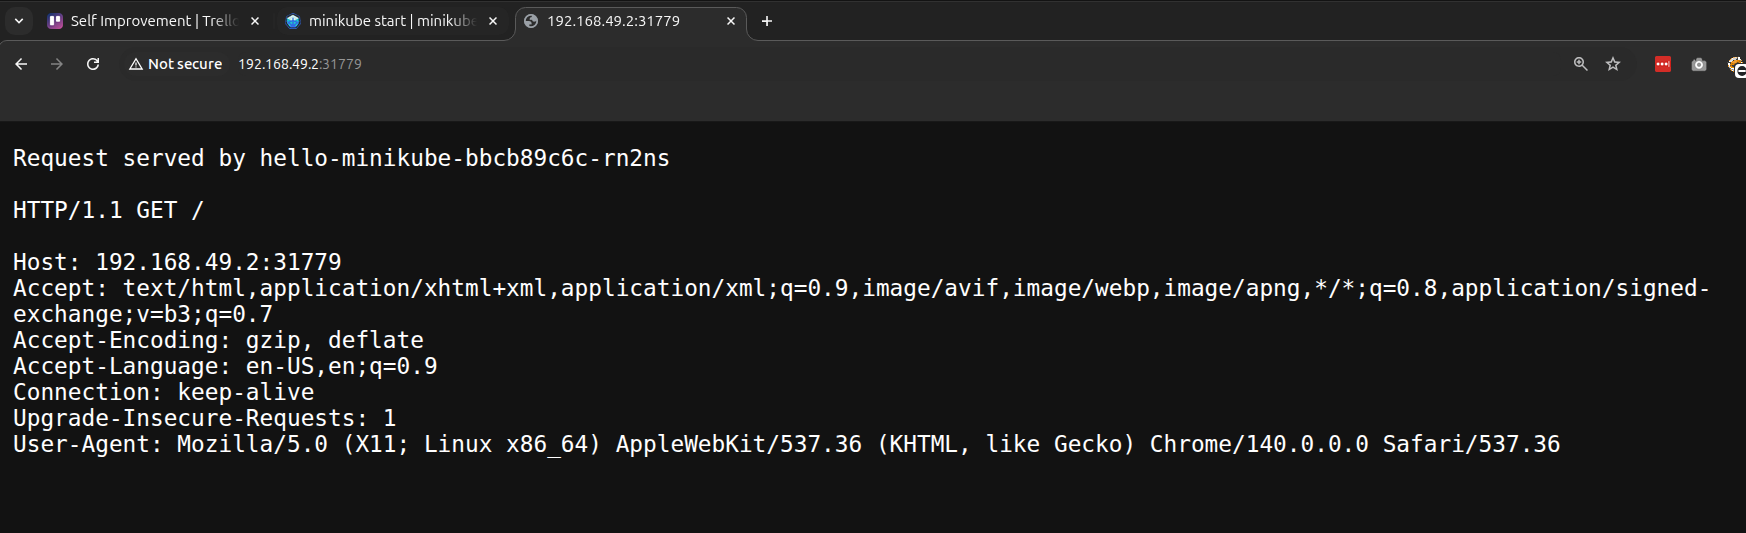 Self Improvement | Trello
minikube start | minikube
192.168.49.2:31779
Not secure
192.168.49.2:31779
Request served by hello-minikube-bbcb89c6c-rn2ns
HTTP/1.1 GET /
Host: 192.168.49.2:31779
Accept: text/html,application/xhtml+xml,application/xml;q=0.9,image/avif,image/webp,image/apng,*/*;q=0.8,application/signed-
exchange;v=b3;q=0.7
Accept-Encoding: gzip, deflate
Accept-Language: en-US,en;q=0.9
Connection: keep-alive
Upgrade-Insecure-Requests: 1
User-Agent: Mozilla/5.0 (X11; Linux x86_64) AppleWebKit/537.36 (KHTML, like Gecko) Chrome/140.0.0.0 Safari/537.36